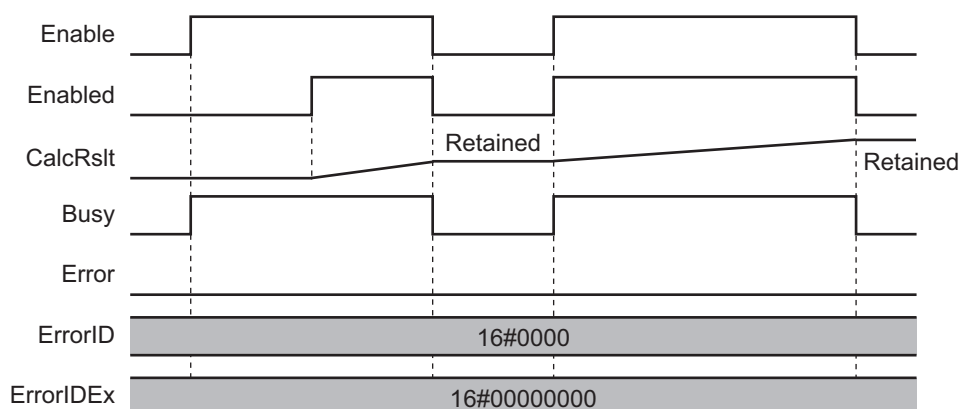 Enable
Enabled
CalcRslt
Retained
Retained
Busy
Error
ErrorID
16#0000
ErrorIDEx
16#00000000